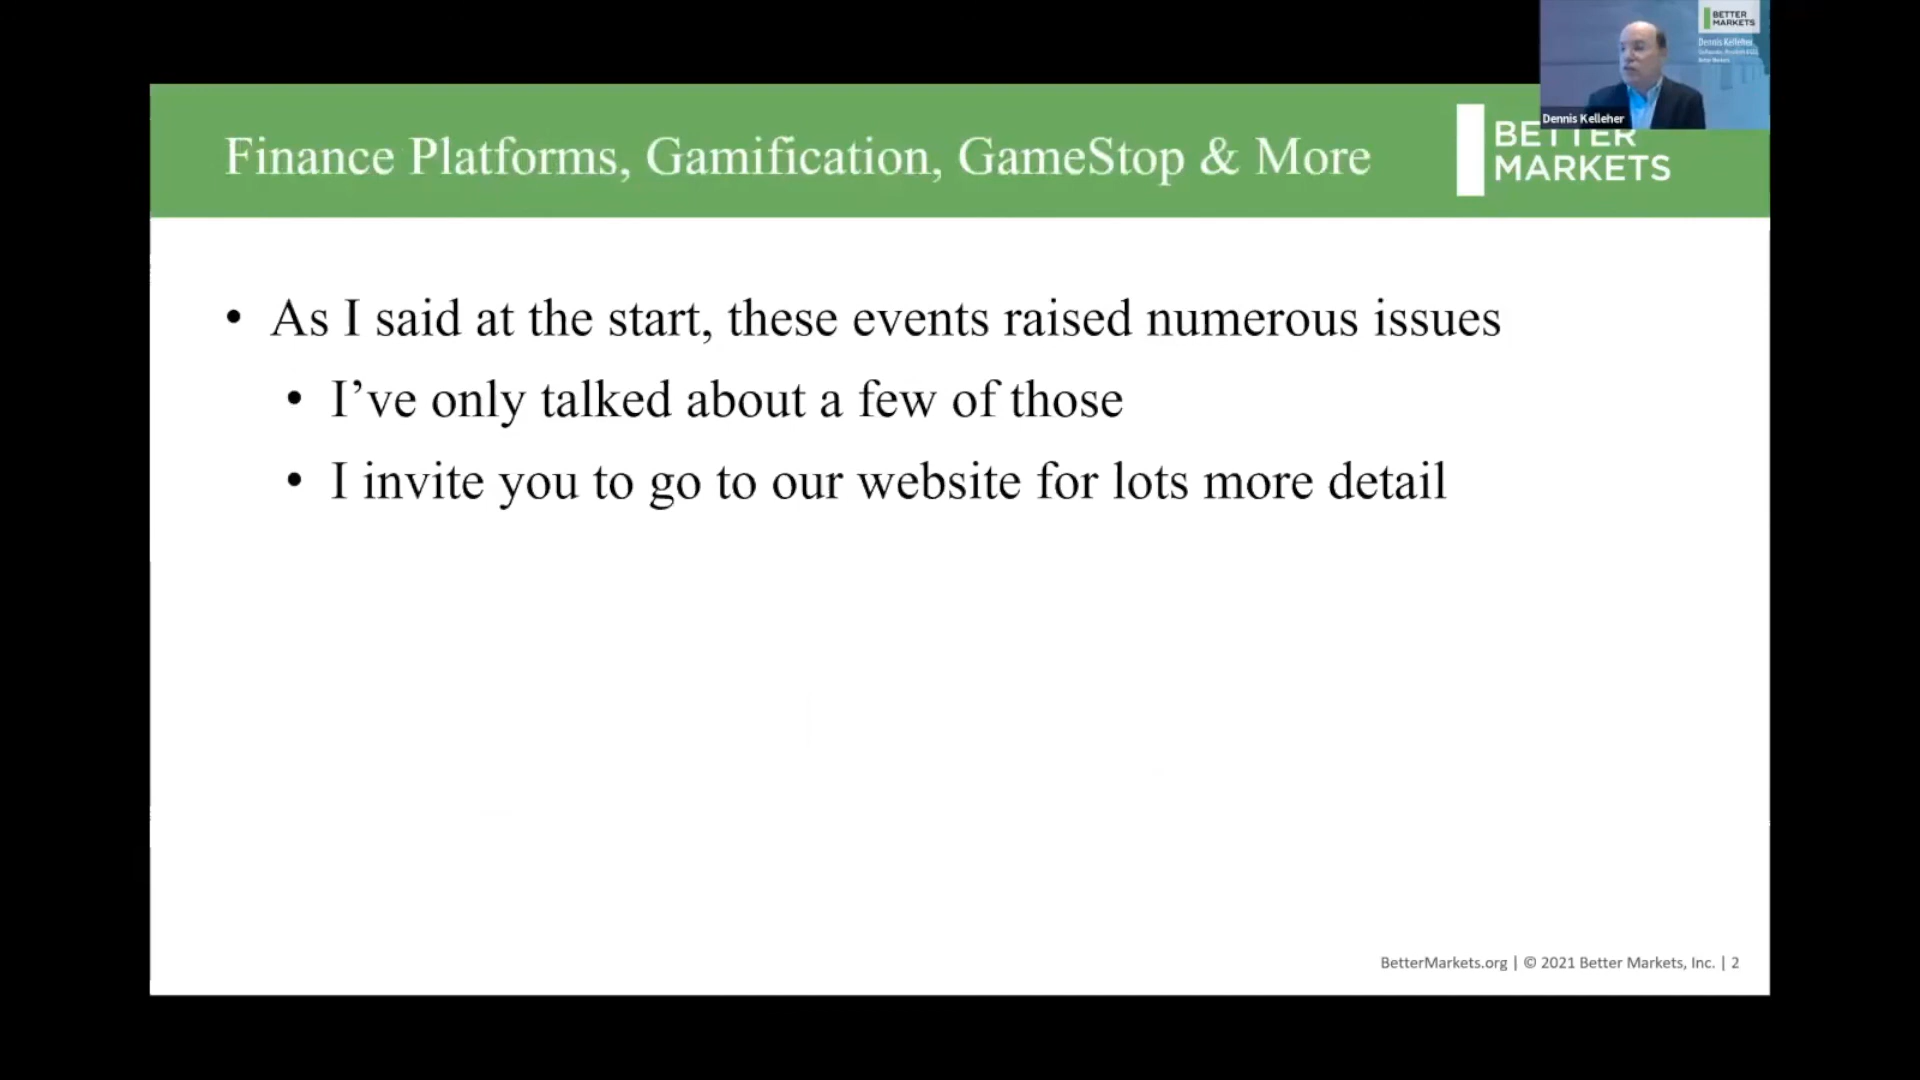 BETTER
MARKETS
Dennis Kelleher
Better Markets
Dennis Kelleher
Finance Platforms, Gamification, GameStop & More
BETTER
MARKETS
• As I said at the start, these events raised numerous issues
• I’ve only talked about a few of those
• I invite you to go to our website for lots more detail
BetterMarkets.org | © 2021 Better Markets, Inc. | 2